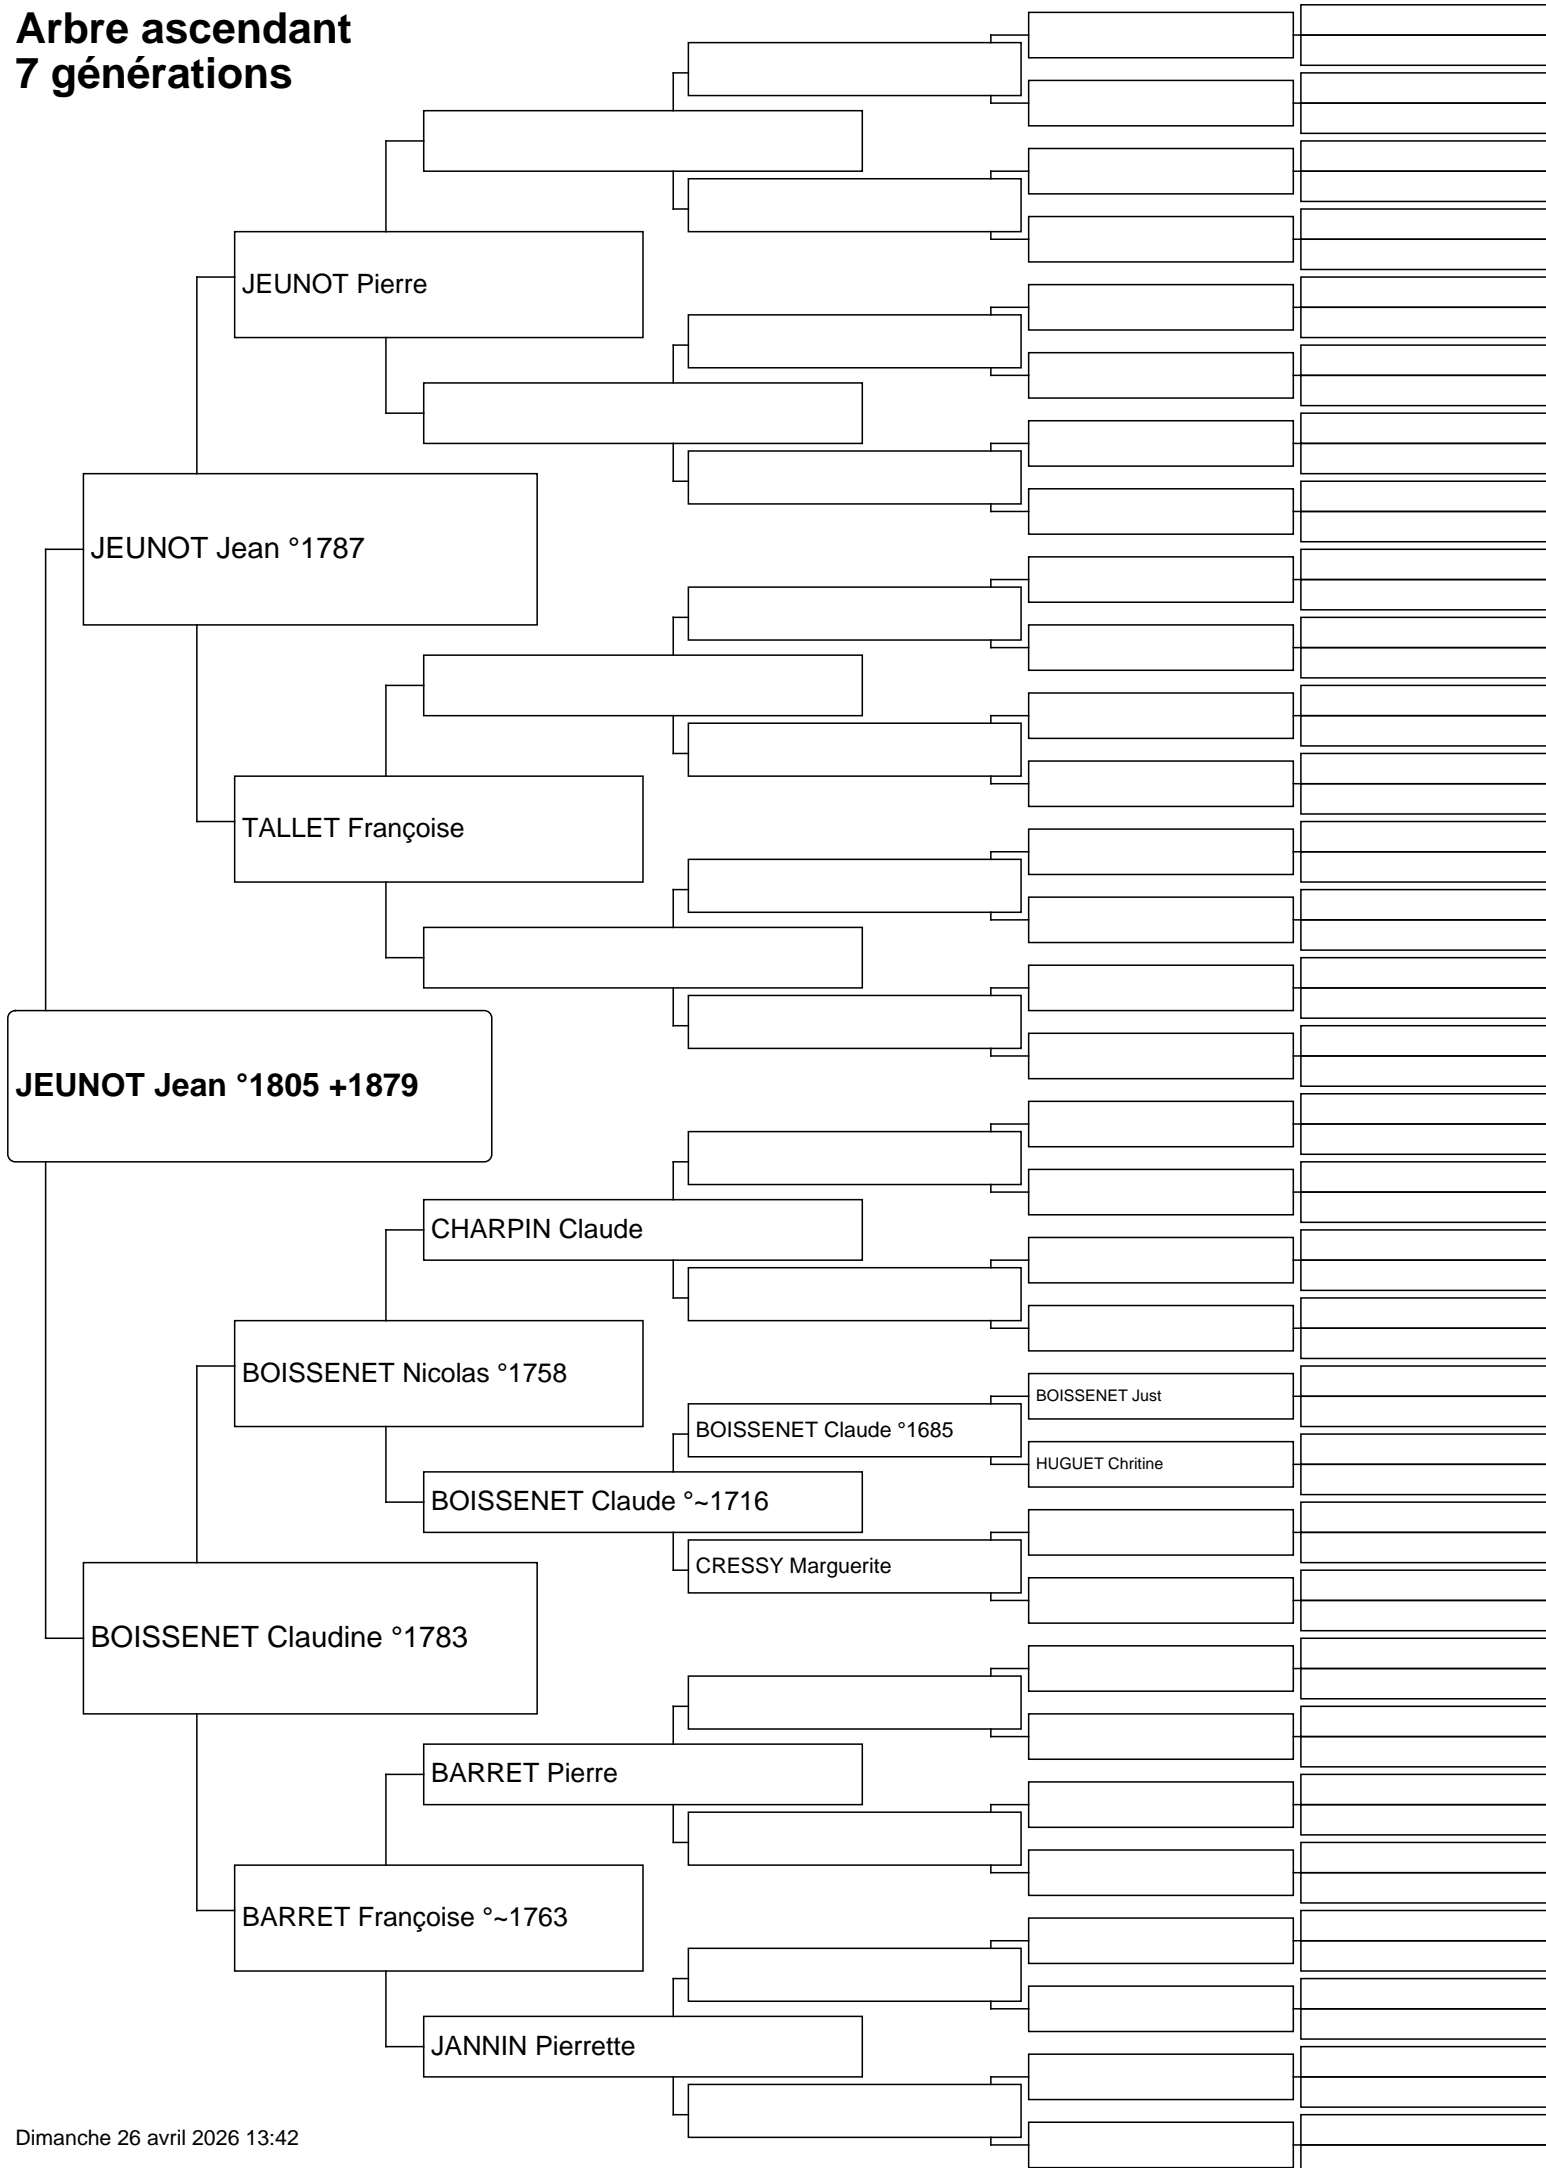 Arbre ascendant
7 générations
JEUNOT Pierre
JEUNOT Jean °1787
TALLET Françoise
JEUNOT Jean °1805 +1879
CHARPIN Claude
BOISSENET Nicolas °1758
BOISSENET Just
BOISSENET Claude °1685
HUGUET Chritine
BOISSENET Claude °~1716
CRESSY Marguerite
BOISSENET Claudine °1783
BARRET Pierre
BARRET Françoise °~1763
JANNIN Pierrette
Dimanche 26 avril 2026 13:42